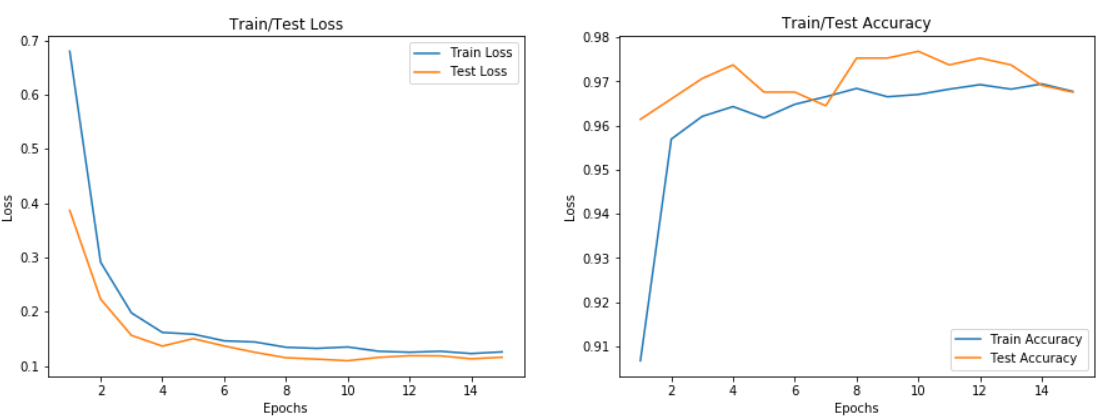 Train/Test Loss
0.7
0.6
0.5
0.4
0.3
0.2
0.1
Loss
Train Loss
Test Loss
2 4 6 8 10 12 14
Epochs
Train/Test Accuracy
0.98
0.97
0.96
0.95
0.94
0.93
0.92
0.91
Loss
Train Accuracy
Test Accuracy
2 4 6 8 10 12 14
Epochs